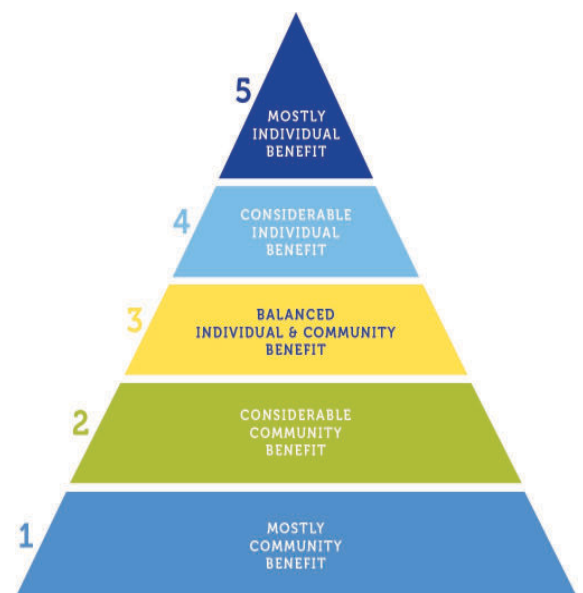 5
MOSTLY
INDIVIDUAL
BENEFIT
4
CONSIDERABLE
INDIVIDUAL
BENEFIT
3
BALANCED
INDIVIDUAL & COMMUNITY
BENEFIT
2
CONSIDERABLE
COMMUNITY
BENEFIT
1
MOSTLY
COMMUNITY
BENEFIT